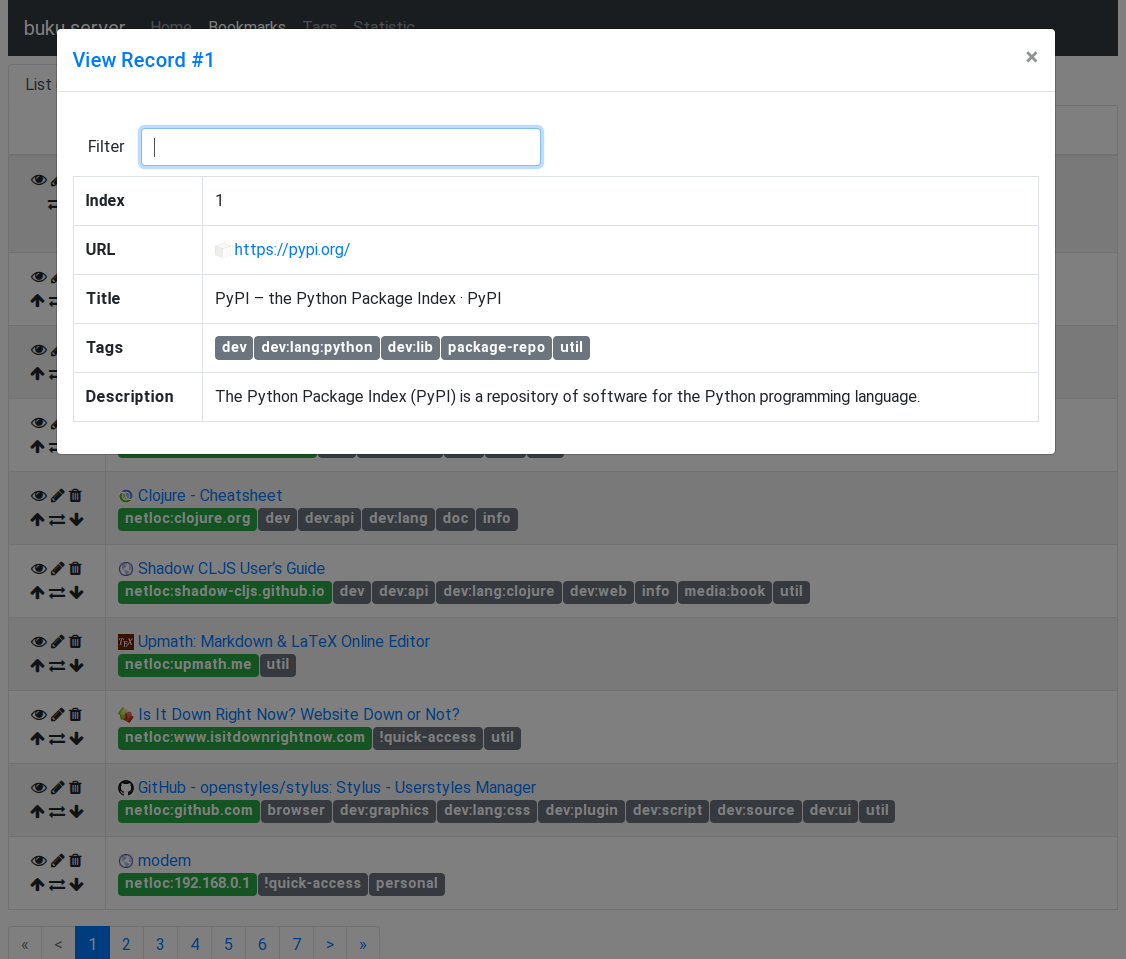 buku server Home Bookmarks Tags Statistic
View Record #1 ×
List
Filter
Index 1
URL https://pypi.org/
Title PyPI – the Python Package Index · PyPI
Tags dev dev:lang:python dev:lib package-repo util
Description The Python Package Index (PyPI) is a repository of software for the Python programming language.
Clojure - Cheatsheet
netloc:clojure.org dev dev:api dev:lang doc info
Shadow CLJS User’s Guide
netloc:shadow-cljs.github.io dev dev:api dev:lang:clojure dev:web info media:book util
Upmath: Markdown & LaTeX Online Editor
netloc:upmath.me util
Is It Down Right Now? Website Down or Not?
netloc:www.isitdownrightnow.com !quick-access util
GitHub - openstyles/stylus: Stylus - Userstyles Manager
netloc:github.com browser dev:graphics dev:lang:css dev:plugin dev:script dev:source dev:ui util
modem
netloc:192.168.0.1 !quick-access personal
« < 1 2 3 4 5 6 7 > »